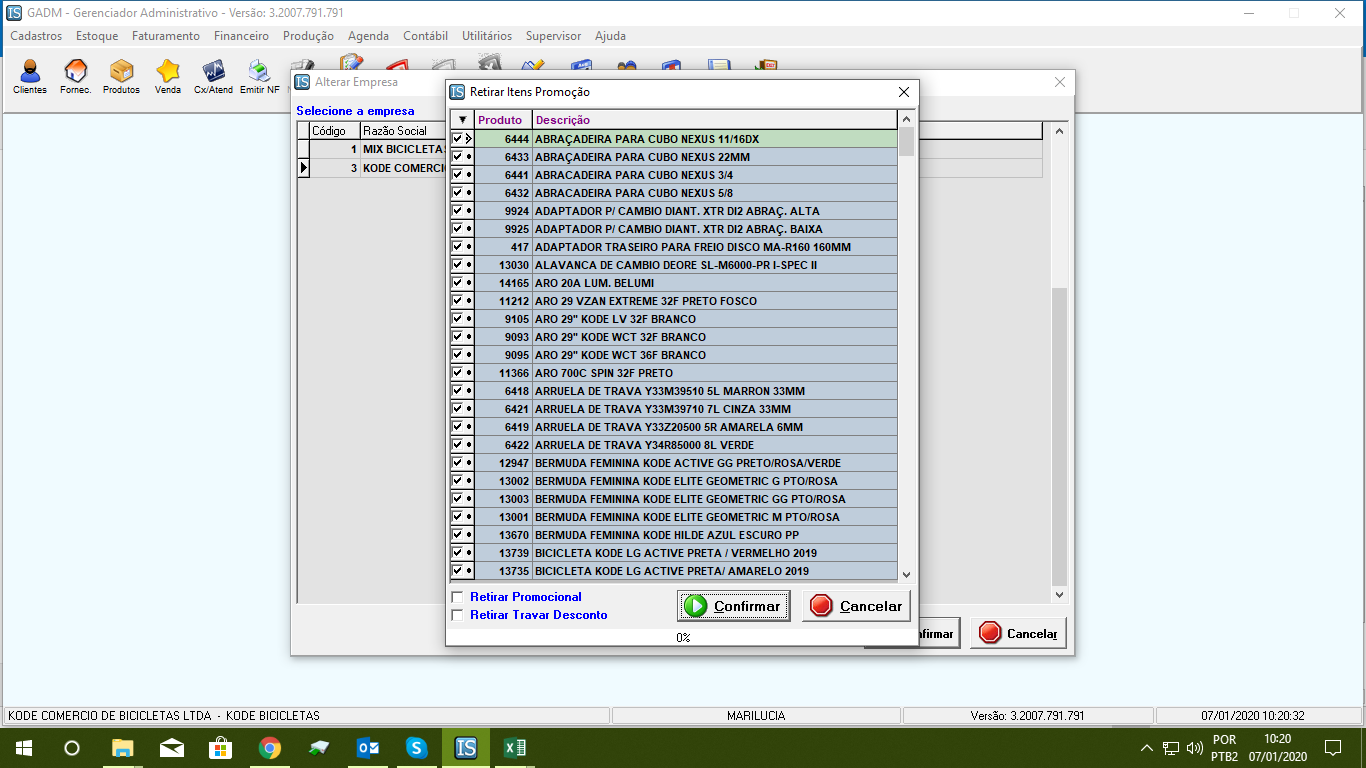 GADM - Gerenciador Administrativo - Versão: 3.2007.791.791
Cadastros Estoque Faturamento Financeiro Produção Agenda Contábil Utilitários Supervisor Ajuda
Clientes Fornec. Produtos Venda Cx/Atend Emitir NF
Alterar Empresa
Selecione a empresa
Código Razão Social
1 MIX BICICLETAS
3 KODE COMERCI
Retirar Itens Promoção
Produto Descrição
6444 ABRAÇADEIRA PARA CUBO NEXUS 11/16DX
6433 ABRAÇADEIRA PARA CUBO NEXUS 22MM
6441 ABRACADEIRA PARA CUBO NEXUS 3/4
6432 ABRACADEIRA PARA CUBO NEXUS 5/8
9924 ADAPTADOR P/ CAMBIO DIANT. XTR DI2 ABRAÇ. ALTA
9925 ADAPTADOR P/ CAMBIO DIANT. XTR DI2 ABRAÇ. BAIXA
417 ADAPTADOR TRASEIRO PARA FREIO DISCO MA-R160 160MM
13030 ALAVANCA DE CAMBIO DEORE SL-M6000-PR I-SPEC II
14165 ARO 20A LUM. BELUMI
11212 ARO 29 VZAN EXTREME 32F PRETO FOSCO
9105 ARO 29" KODE LV 32F BRANCO
9093 ARO 29" KODE WCT 32F BRANCO
9095 ARO 29" KODE WCT 36F BRANCO
11366 ARO 700C SPIN 32F PRETO
6418 ARRUELA DE TRAVA Y33M39510 5L MARRON 33MM
6421 ARRUELA DE TRAVA Y33M39710 7L CINZA 33MM
6419 ARRUELA DE TRAVA Y33Z20500 5R AMARELA 6MM
6422 ARRUELA DE TRAVA Y34R85000 8L VERDE
12947 BERMUDA FEMININA KODE ACTIVE GG PRETO/ROSA/VERDE
13002 BERMUDA FEMININA KODE ELITE GEOMETRIC G PTO/ROSA
13003 BERMUDA FEMININA KODE ELITE GEOMETRIC GG PTO/ROSA
13001 BERMUDA FEMININA KODE ELITE GEOMETRIC M PTO/ROSA
13670 BERMUDA FEMININA KODE HILDE AZUL ESCURO PP
13739 BICICLETA KODE LG ACTIVE PRETA / VERMELHO 2019
13735 BICICLETA KODE LG ACTIVE PRETA/ AMARELO 2019
Retirar Promocional
Retirar Travar Desconto
Confirmar Cancelar
0%
nfirmar Cancelar
KODE COMERCIO DE BICICLETAS LTDA - KODE BICICLETAS MARILUCIA Versão: 3.2007.791.791 07/01/2020 10:20:32
POR 10:20
PTB2 07/01/2020